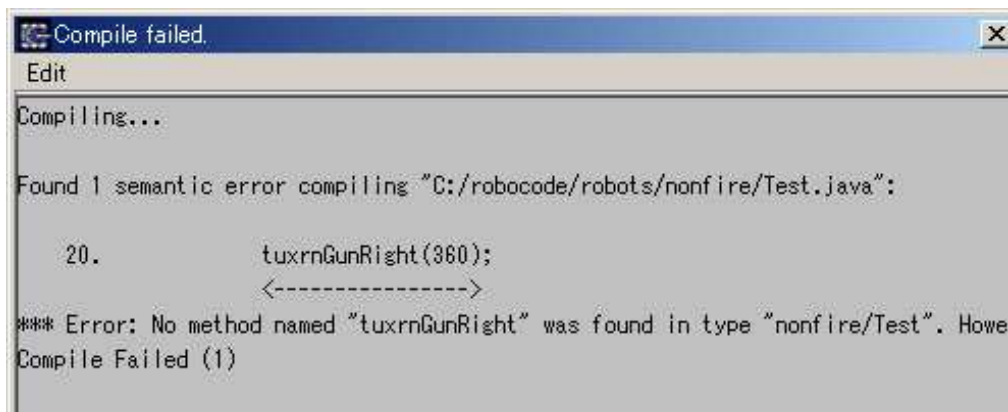 Compile failed.
Edit
Compiling...
Found 1 semantic error compiling "C:/robocode/robots/nonfire/Test.java":
20. tuxrnGunRight(360);
<---------------->
*** Error: No method named "tuxrnGunRight" was found in type "nonfire/Test". Howe
Compile Failed (1)